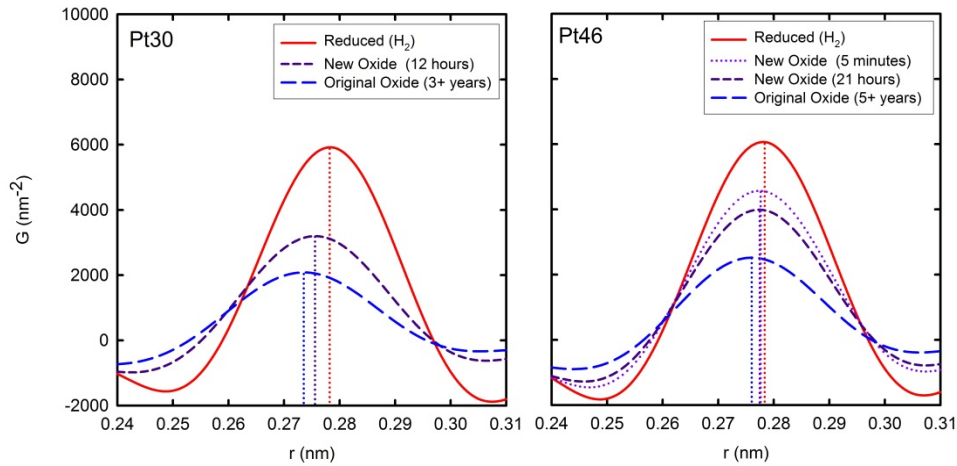 Pt30
Reduced (H2)
New Oxide (12 hours)
Original Oxide (3+ years)
10000
8000
6000
4000
2000
0
-2000
G (nm-2)
0.24 0.25 0.26 0.27 0.28 0.29 0.30 0.31
r (nm)
Pt46
Reduced (H2)
New Oxide (5 minutes)
New Oxide (21 hours)
Original Oxide (5+ years)
0.24 0.25 0.26 0.27 0.28 0.29 0.30 0.31
r (nm)